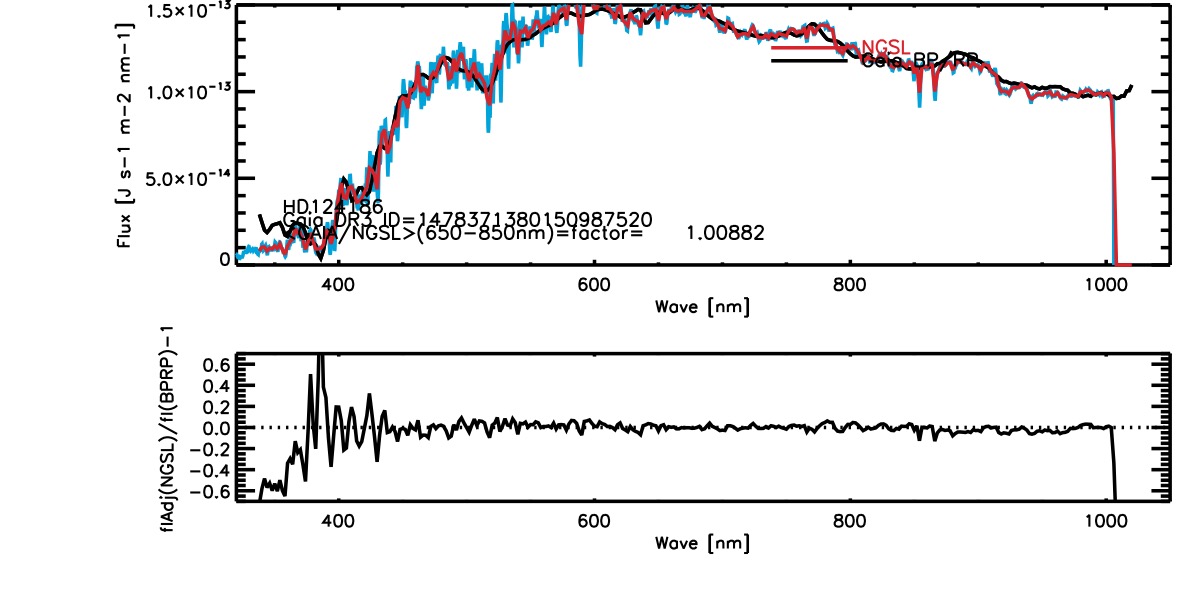 1.5×10−13
1.0×10−13
5.0×10−14
0
Flux [J s−1 m−2 nm−1]
NGSL
Gaia BP, RP
HD124186
Gaia DR3 ID=1478371380150987520
<GAIA/NGSL>(650−850nm)=factor= 1.00882
400 600 800 1000
Wave [nm]
0.6
0.4
0.2
0.0
−0.2
−0.4
−0.6
flAdj(NGSL)/fl(BPRP)−1
400 600 800 1000
Wave [nm]